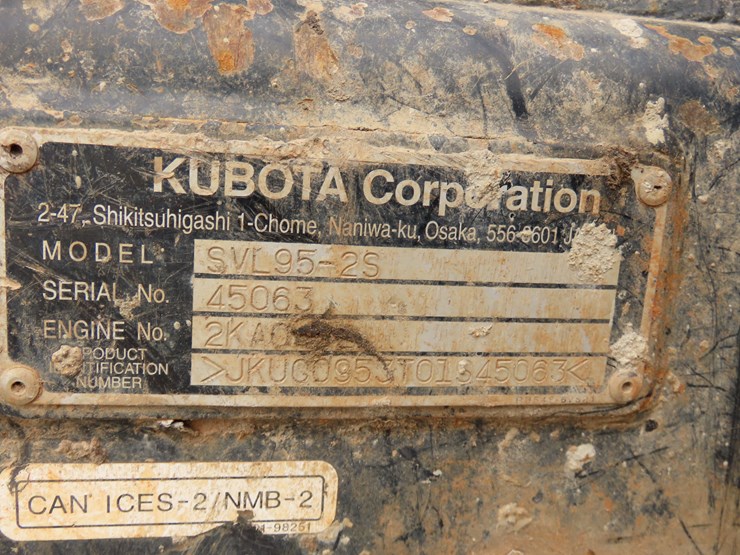 KUBOTA Corporation
2-47, Shikitsuhigashi 1-Chome, Naniwa-ku, Osaka, 556-8601
MODEL SVL95-2S
SERIAL No. 45063
ENGINE No.
PRODUCT
IDENTIFICATION
NUMBER
CAN ICES-2/NMB-2